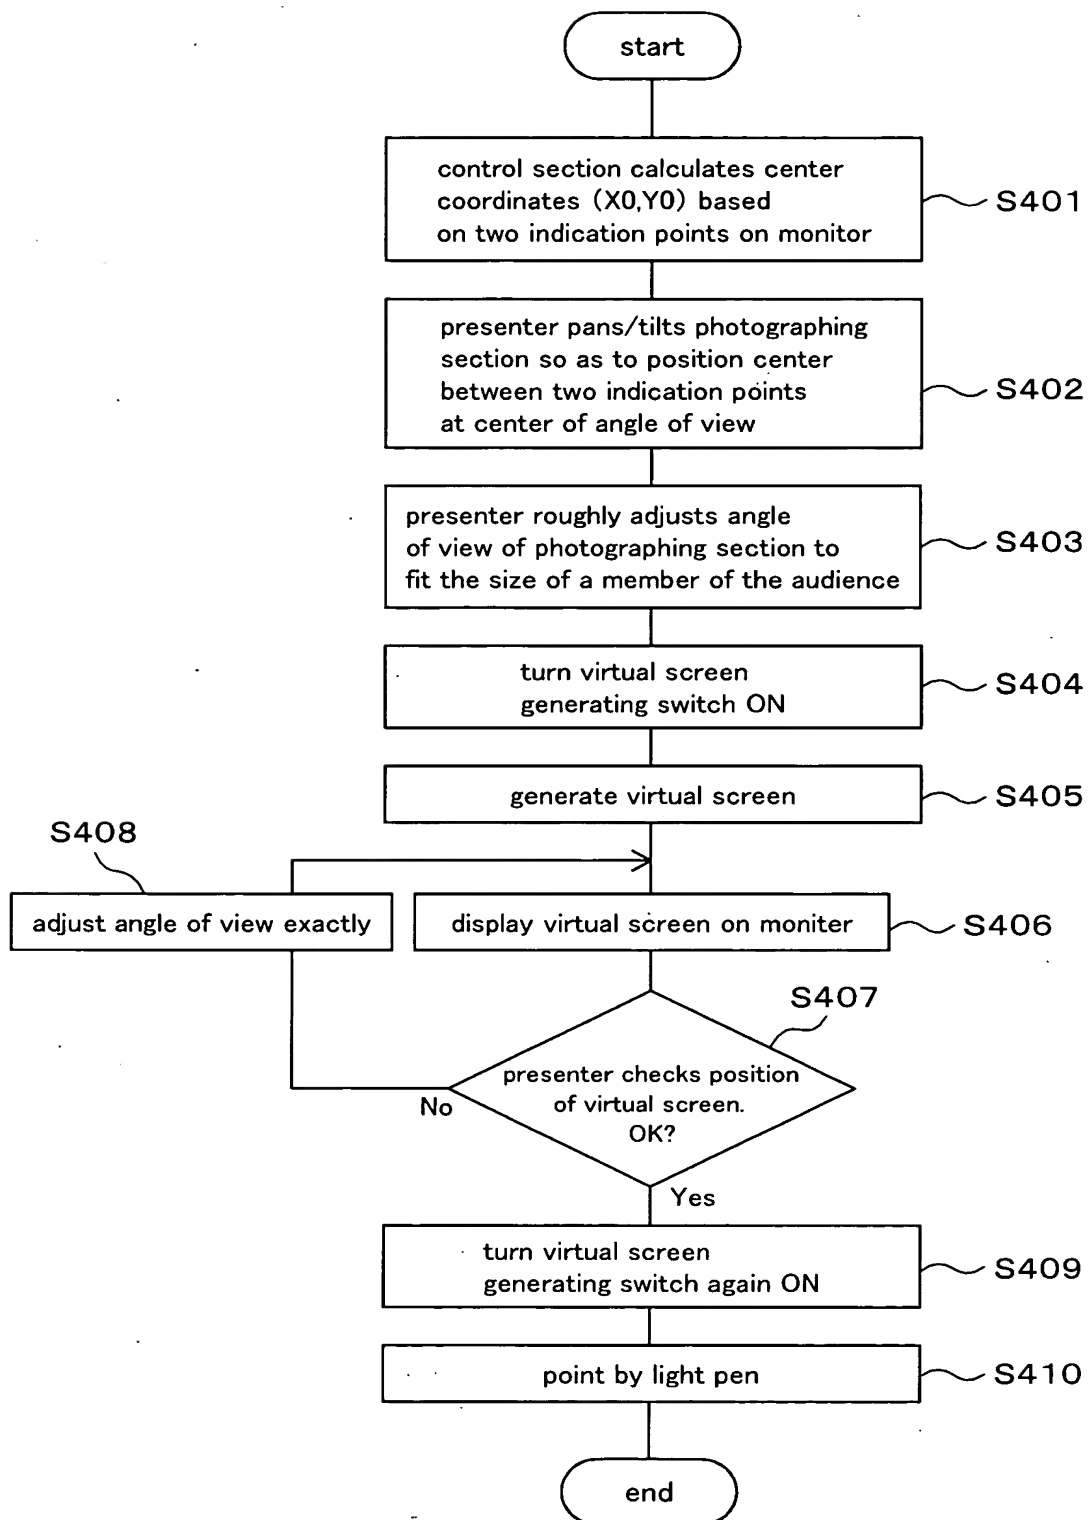 start
control section calculates center
coordinates (X0,Y0) based
on two indication points on monitor
S401
presenter pans/tilts photographing
section so as to position center
between two indication points
at center of angle of view
S402
presenter roughly adjusts angle
of view of photographing section to
fit the size of a member of the audience
S403
turn virtual screen
generating switch ON
S404
generate virtual screen
S405
S408
adjust angle of view exactly
display virtual screen on moniter
S406
S407
presenter checks position
of virtual screen.
OK?
No
Yes
turn virtual screen
generating switch again ON
S409
point by light pen
S410
end